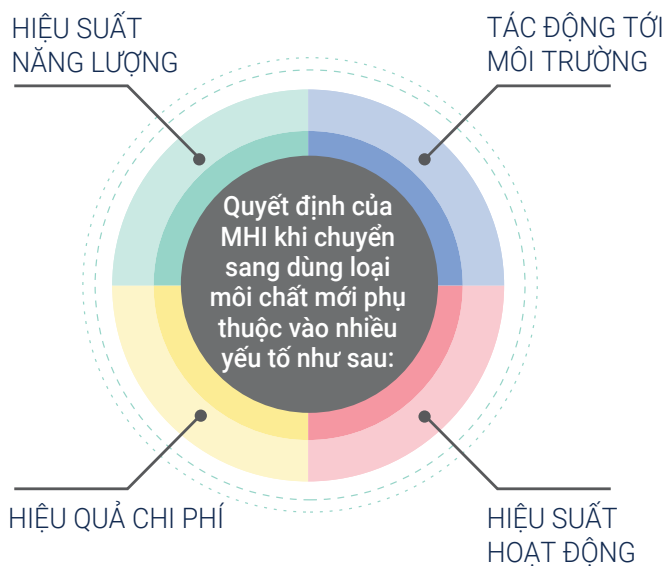 HIỆU SUẤT
NĂNG LƯỢNG
TÁC ĐỘNG TỚI
MÔI TRƯỜNG
Quyết định của
MHI khi chuyển
sang dùng loại
môi chất mới phụ
thuộc vào nhiều
yếu tố như sau:
HIỆU QUẢ CHI PHÍ
HIỆU SUẤT
HOẠT ĐỘNG